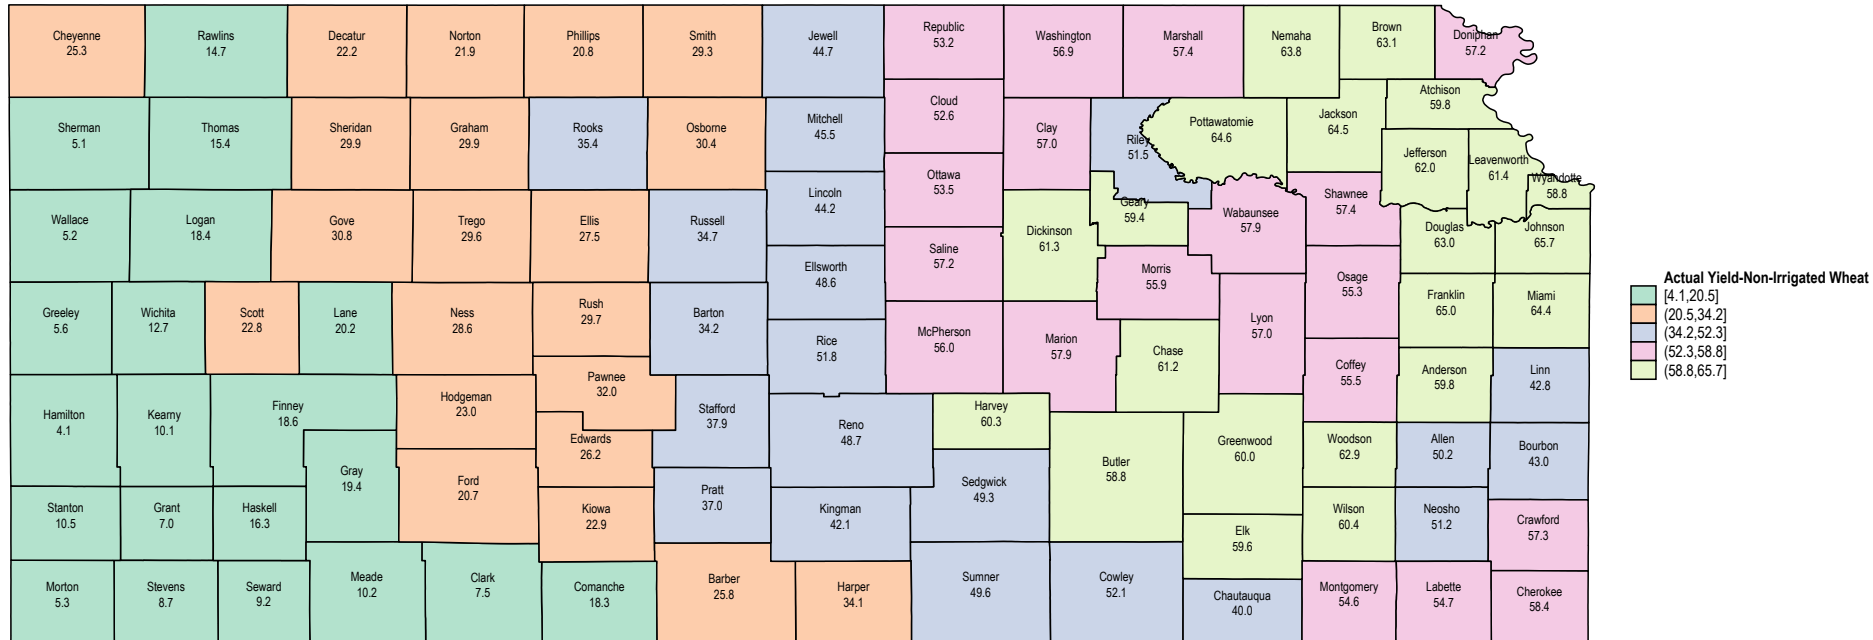 Cheyenne
25.3
Rawlins
14.7
Decatur
22.2
Norton
21.9
Phillips
20.8
Smith
29.3
Jewell
44.7
Republic
53.2
Washington
56.9
Marshall
57.4
Nemaha
63.8
Brown
63.1
Doniphan
57.2
Sherman
5.1
Thomas
15.4
Sheridan
29.9
Graham
29.9
Rooks
35.4
Osborne
30.4
Mitchell
45.5
Cloud
52.6
Clay
57.0
Riley
51.5
Pottawatomie
64.6
Jackson
64.5
Atchison
59.8
Jefferson
62.0
Leavenworth
61.4
Wyandotte
58.8
Wallace
5.2
Logan
18.4
Gove
30.8
Trego
29.6
Ellis
27.5
Russell
34.7
Lincoln
44.2
Ottawa
53.5
Dickinson
61.3
Geary
59.4
Wabaunsee
57.9
Shawnee
57.4
Douglas
63.0
Johnson
65.7
Ellsworth
48.6
Saline
57.2
Morris
55.9
Osage
55.3
Franklin
65.0
Miami
64.4
Greeley
5.6
Wichita
12.7
Scott
22.8
Lane
20.2
Ness
28.6
Rush
29.7
Barton
34.2
Rice
51.8
McPherson
56.0
Marion
57.9
Chase
61.2
Lyon
57.0
Coffey
55.5
Anderson
59.8
Linn
42.8
Hamilton
4.1
Kearny
10.1
Finney
18.6
Hodgeman
23.0
Pawnee
32.0
Stafford
37.9
Reno
48.7
Harvey
60.3
Edwards
26.2
Gray
19.4
Ford
20.7
Butler
58.8
Greenwood
60.0
Woodson
62.9
Allen
50.2
Bourbon
43.0
Stanton
10.5
Grant
7.0
Haskell
16.3
Kiowa
22.9
Pratt
37.0
Kingman
42.1
Sedgwick
49.3
Elk
59.6
Wilson
60.4
Neosho
51.2
Crawford
57.3
Morton
5.3
Stevens
8.7
Seward
9.2
Meade
10.2
Clark
7.5
Comanche
18.3
Barber
25.8
Harper
34.1
Sumner
49.6
Cowley
52.1
Chautauqua
40.0
Montgomery
54.6
Labette
54.7
Cherokee
58.4
Actual Yield-Non-Irrigated Wheat
[4.1,20.5]
(20.5,34.2]
(34.2,52.3]
(52.3,58.8]
(58.8,65.7]